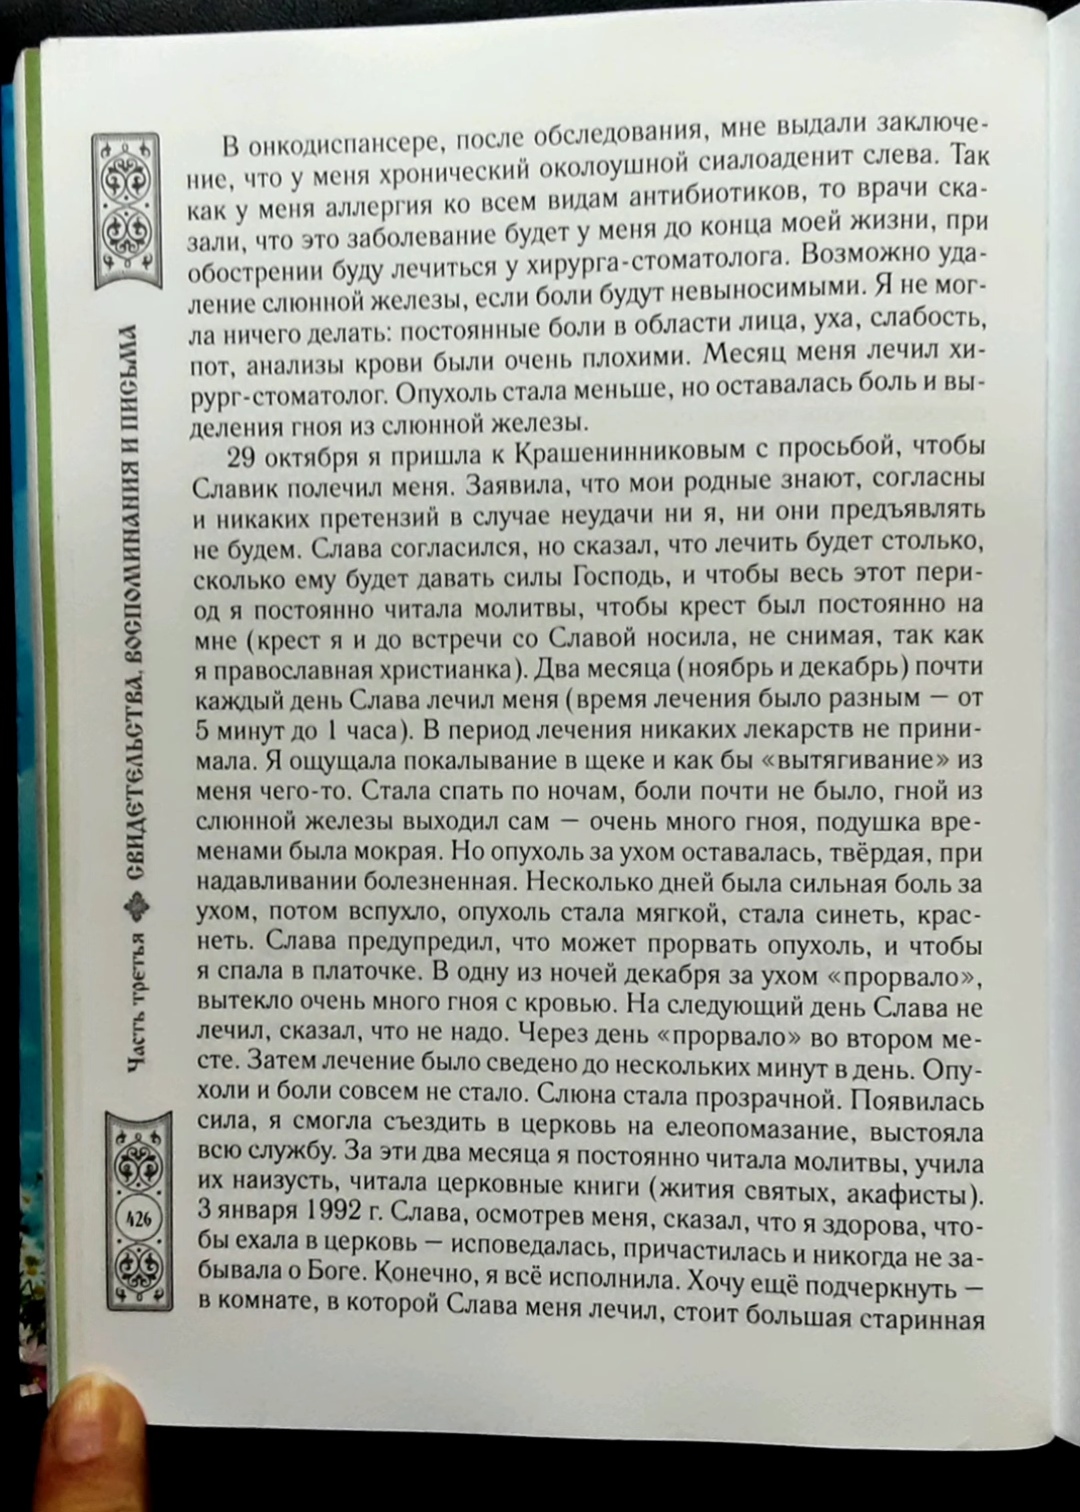 В онкодиспансере, после обследования, мне выдали заключе-
ние, что у меня хронический околоушной сиалоаденит слева. Так
как у меня аллергия ко всем видам антибиотиков, то врачи ска-
зали, что это заболевание будет у меня до конца моей жизни, при
обострении буду лечиться у хирурга-стоматолога. Возможно уда-
ление слюнной железы, если боли будут невыносимыми. Я не мог-
ла ничего делать: постоянные боли в области лица, уха, слабость,
пот, анализы крови были очень плохими. Месяц меня лечил хи-
рург-стоматолог. Опухоль стала меньше, но оставалась боль и вы-
деления гноя из слюнной железы.
29 октября я пришла к Крашенинниковым с просьбой, чтобы
Славик полечил меня. Заявила, что мои родные знают, согласны
и никаких претензий в случае неудачи ни я, ни они предъявлять
не будем. Слава согласился, но сказал, что лечить будет столько,
сколько ему будет давать силы Господь, и чтобы весь этот пери-
од я постоянно читала молитвы, чтобы крест был постоянно на
мне (крест я и до встречи со Славой носила, не снимая, так как
я православная христианка). Два месяца (ноябрь и декабрь) почти
каждый день Слава лечил меня (время лечения было разным — от
5 минут до 1 часа). В период лечения никаких лекарств не прини-
мала. Я ощущала покалывание в щеке и как бы «вытягивание» из
меня чего-то. Стала спать по ночам, боли почти не было, гной из
слюнной железы выходил сам — очень много гноя, подушка вре-
менами была мокрая. Но опухоль за ухом оставалась, твёрдая, при
надавливании болезненная. Несколько дней была сильная боль за
ухом, потом вспухло, опухоль стала мягкой, стала синеть, крас-
неть. Слава предупредил, что может прорвать опухоль, и чтобы
я спала в платочке. В одну из ночей декабря за ухом «прорвало»,
вытекло очень много гноя с кровью. На следующий день Слава не
лечил, сказал, что не надо. Через день «прорвало» во втором ме-
сте. Затем лечение было сведено до нескольких минут в день. Опу-
холи и боли совсем не стало. Слюна стала прозрачной. Появилась
сила, я смогла съездить в церковь на елеопомазание, выстояла
всю службу. За эти два месяца я постоянно читала молитвы, учила
их наизусть, читала церковные книги (жития святых, акафисты).
3 января 1992 г. Слава, осмотрев меня, сказал, что я здорова, что-
бы ехала в церковь — исповедалась, причастилась и никогда не за-
бывала о Боге. Конечно, я всё исполнила. Хочу ещё подчеркнуть —
в комнате, в которой Слава меня лечил, стоит большая старинная
Часть третья СВИДЕТЕЛЬСТВА, ВОСПОМИНАНИЯ И ПИСЬМА
426